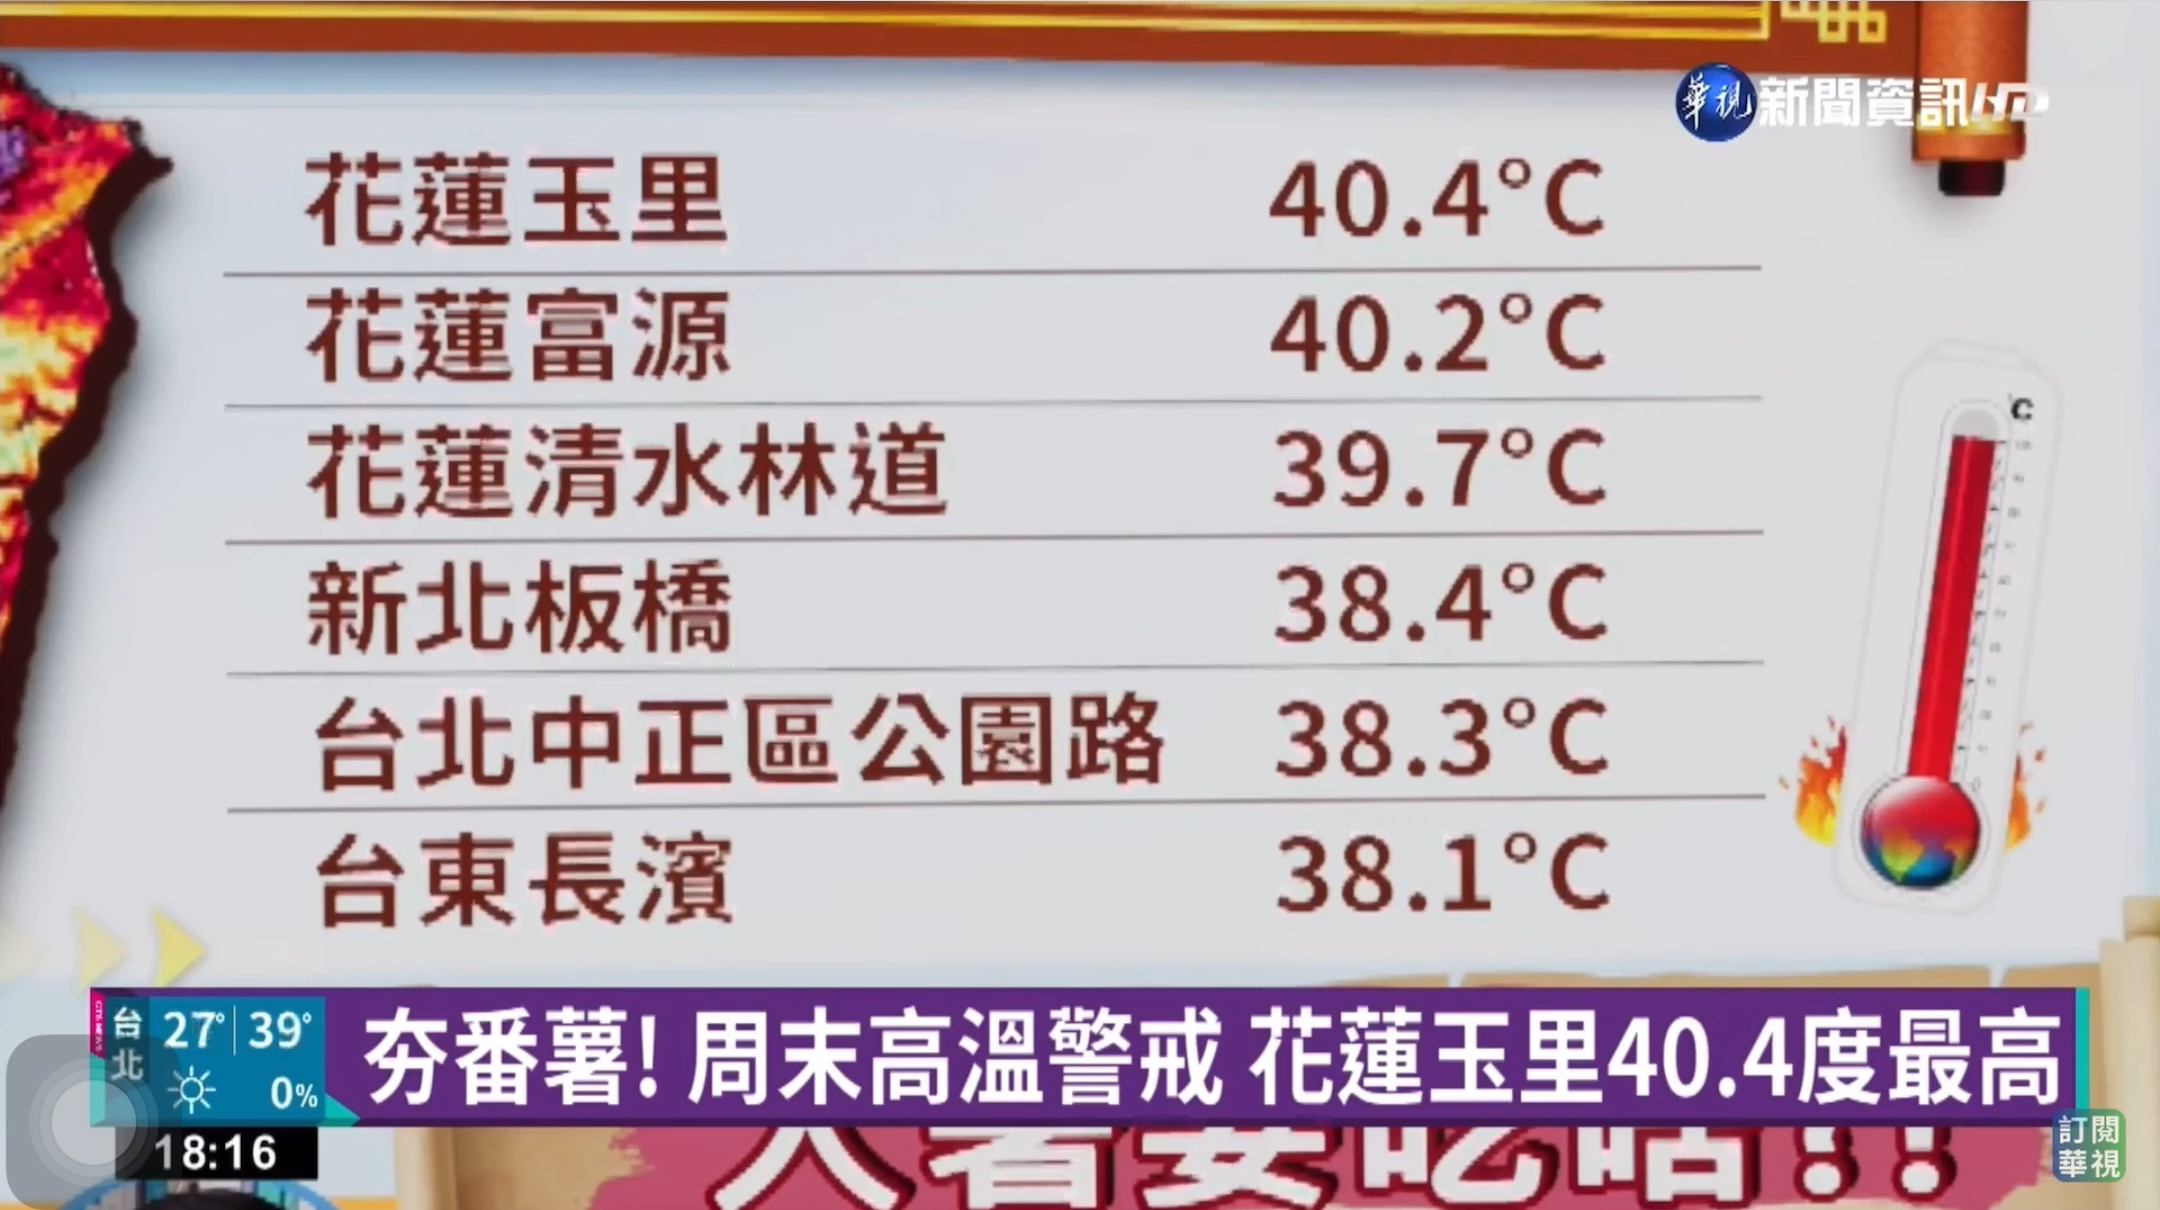 華視 新聞資訊HD
花蓮玉里 40.4°C
花蓮富源 40.2°C
花蓮清水林道 39.7°C
新北板橋 38.4°C
台北中正區公園路 38.3°C
台東長濱 38.1°C
°C
台北 27° 39° 0%
夯番薯! 周末高溫警戒 花蓮玉里40.4度最高
18:16
訂閱
華視